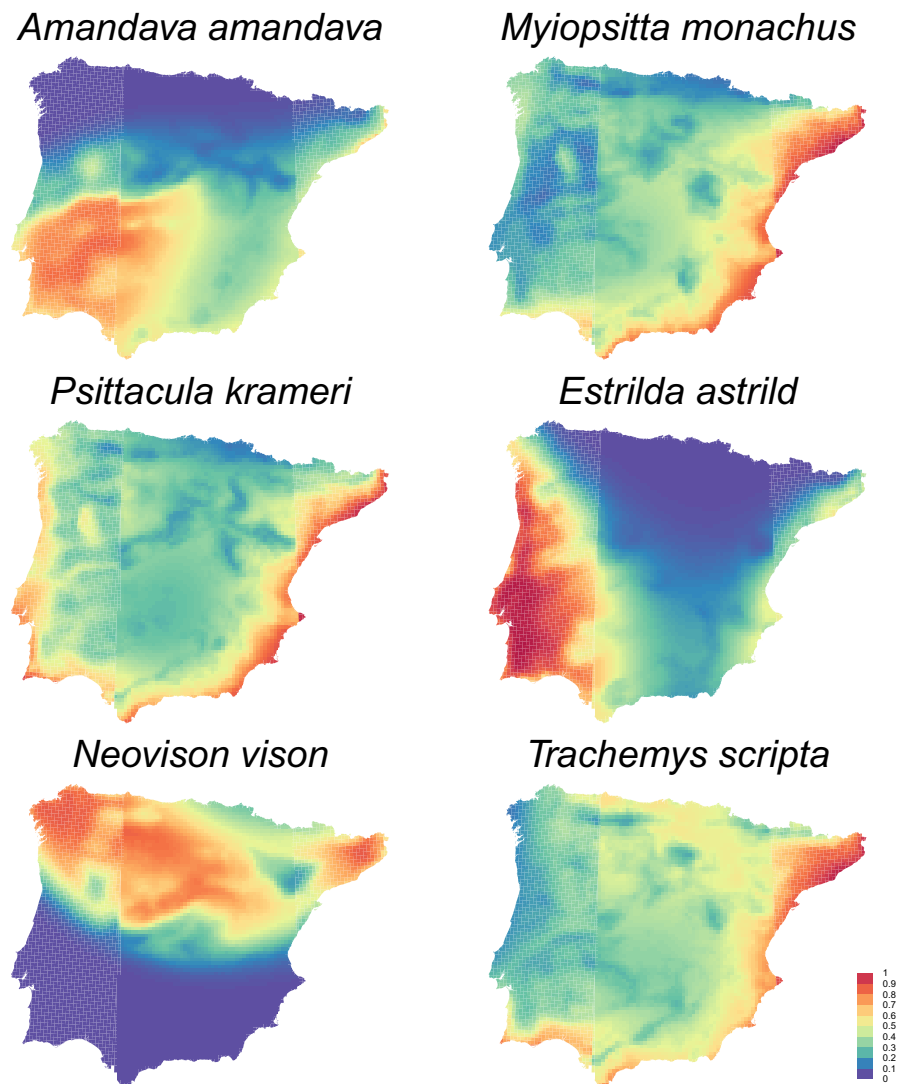 Amandava amandava
Myiopsitta monachus
Psittacula krameri
Estrilda astrild
Neovison vison
Trachemys scripta
1
0.9
0.8
0.7
0.6
0.5
0.4
0.3
0.2
0.1
0